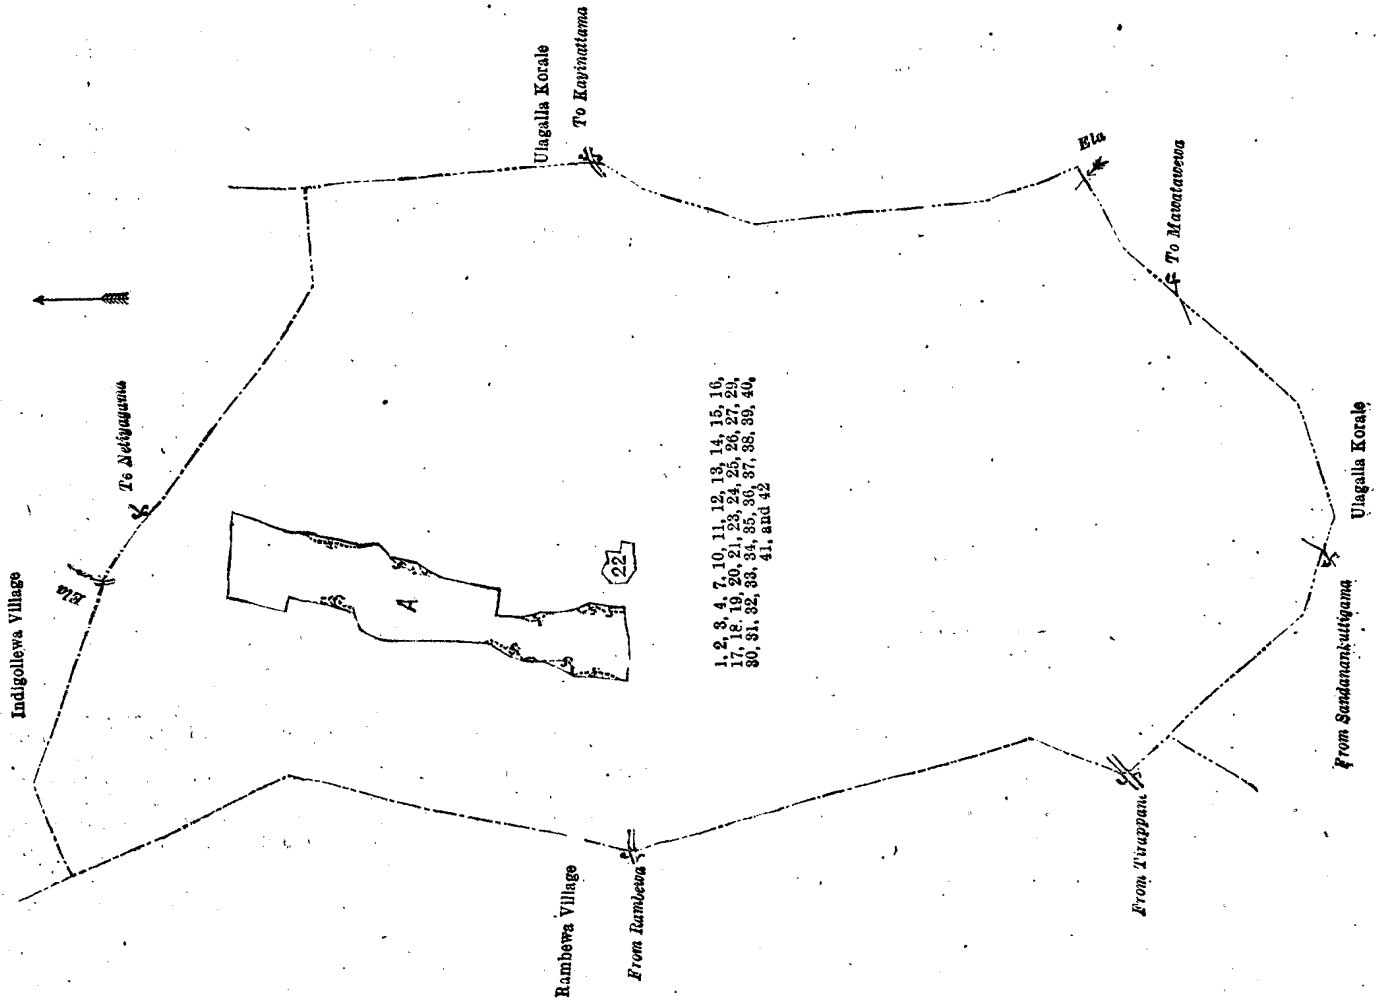 Indigollewa Village
Ela
To Netiyagama
Ulagalla Korale
To Kayinattama
A
22
1, 2, 3, 4, 7, 10, 11, 12, 13, 14, 15, 16,
17, 18, 19, 20, 21, 23, 24, 25, 26, 27, 29,
30, 31, 32, 33, 34, 35, 36, 37, 38, 39, 40,
41, and 42
Rambewa Village
From Rambewa
Ela
To Mawatawewa
From Tirappane
From Sandanankuttigama
Ulagalla Korale